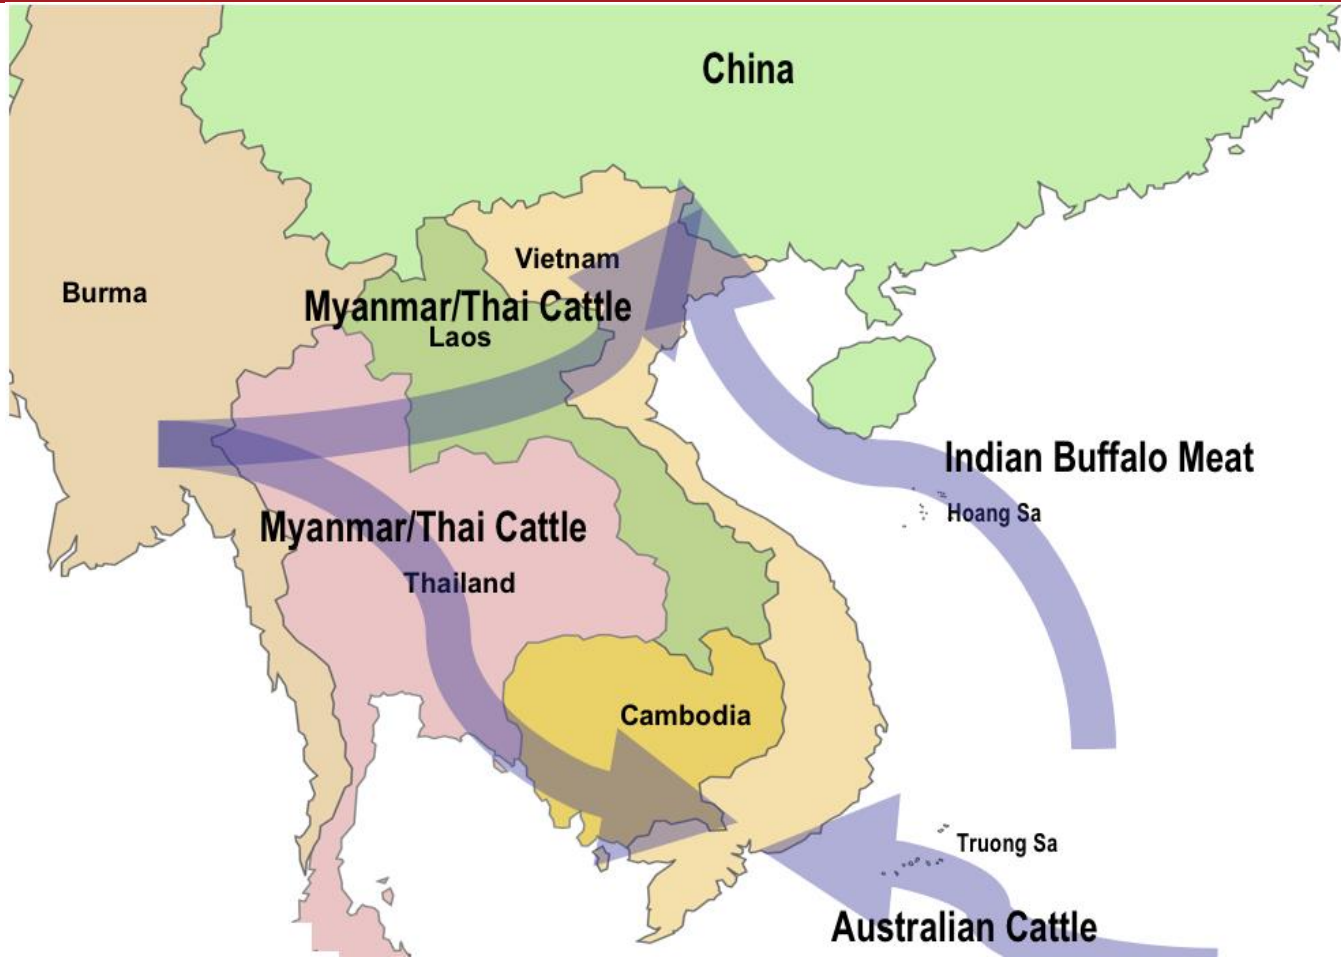 China
Vietnam
Burma
Myanmar/Thai Cattle
Laos
Indian Buffalo Meat
Hoang Sa
Myanmar/Thai Cattle
Thailand
Cambodia
Truong Sa
Australian Cattle